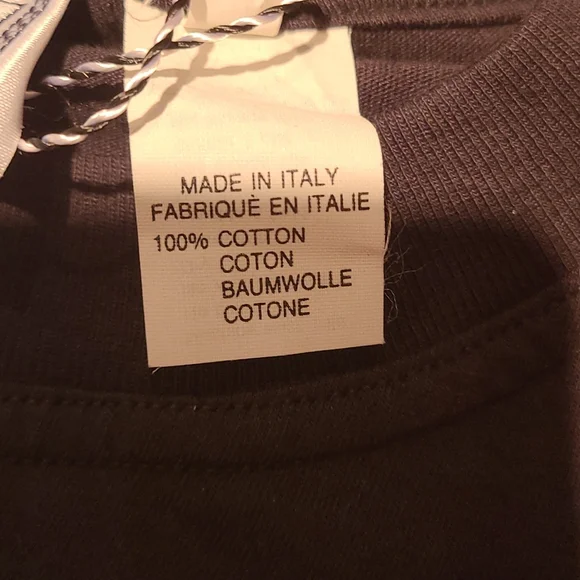 MADE IN ITALY
FABRIQUÈ EN ITALIE
100% COTTON
COTON
BAUMWOLLE
COTONE